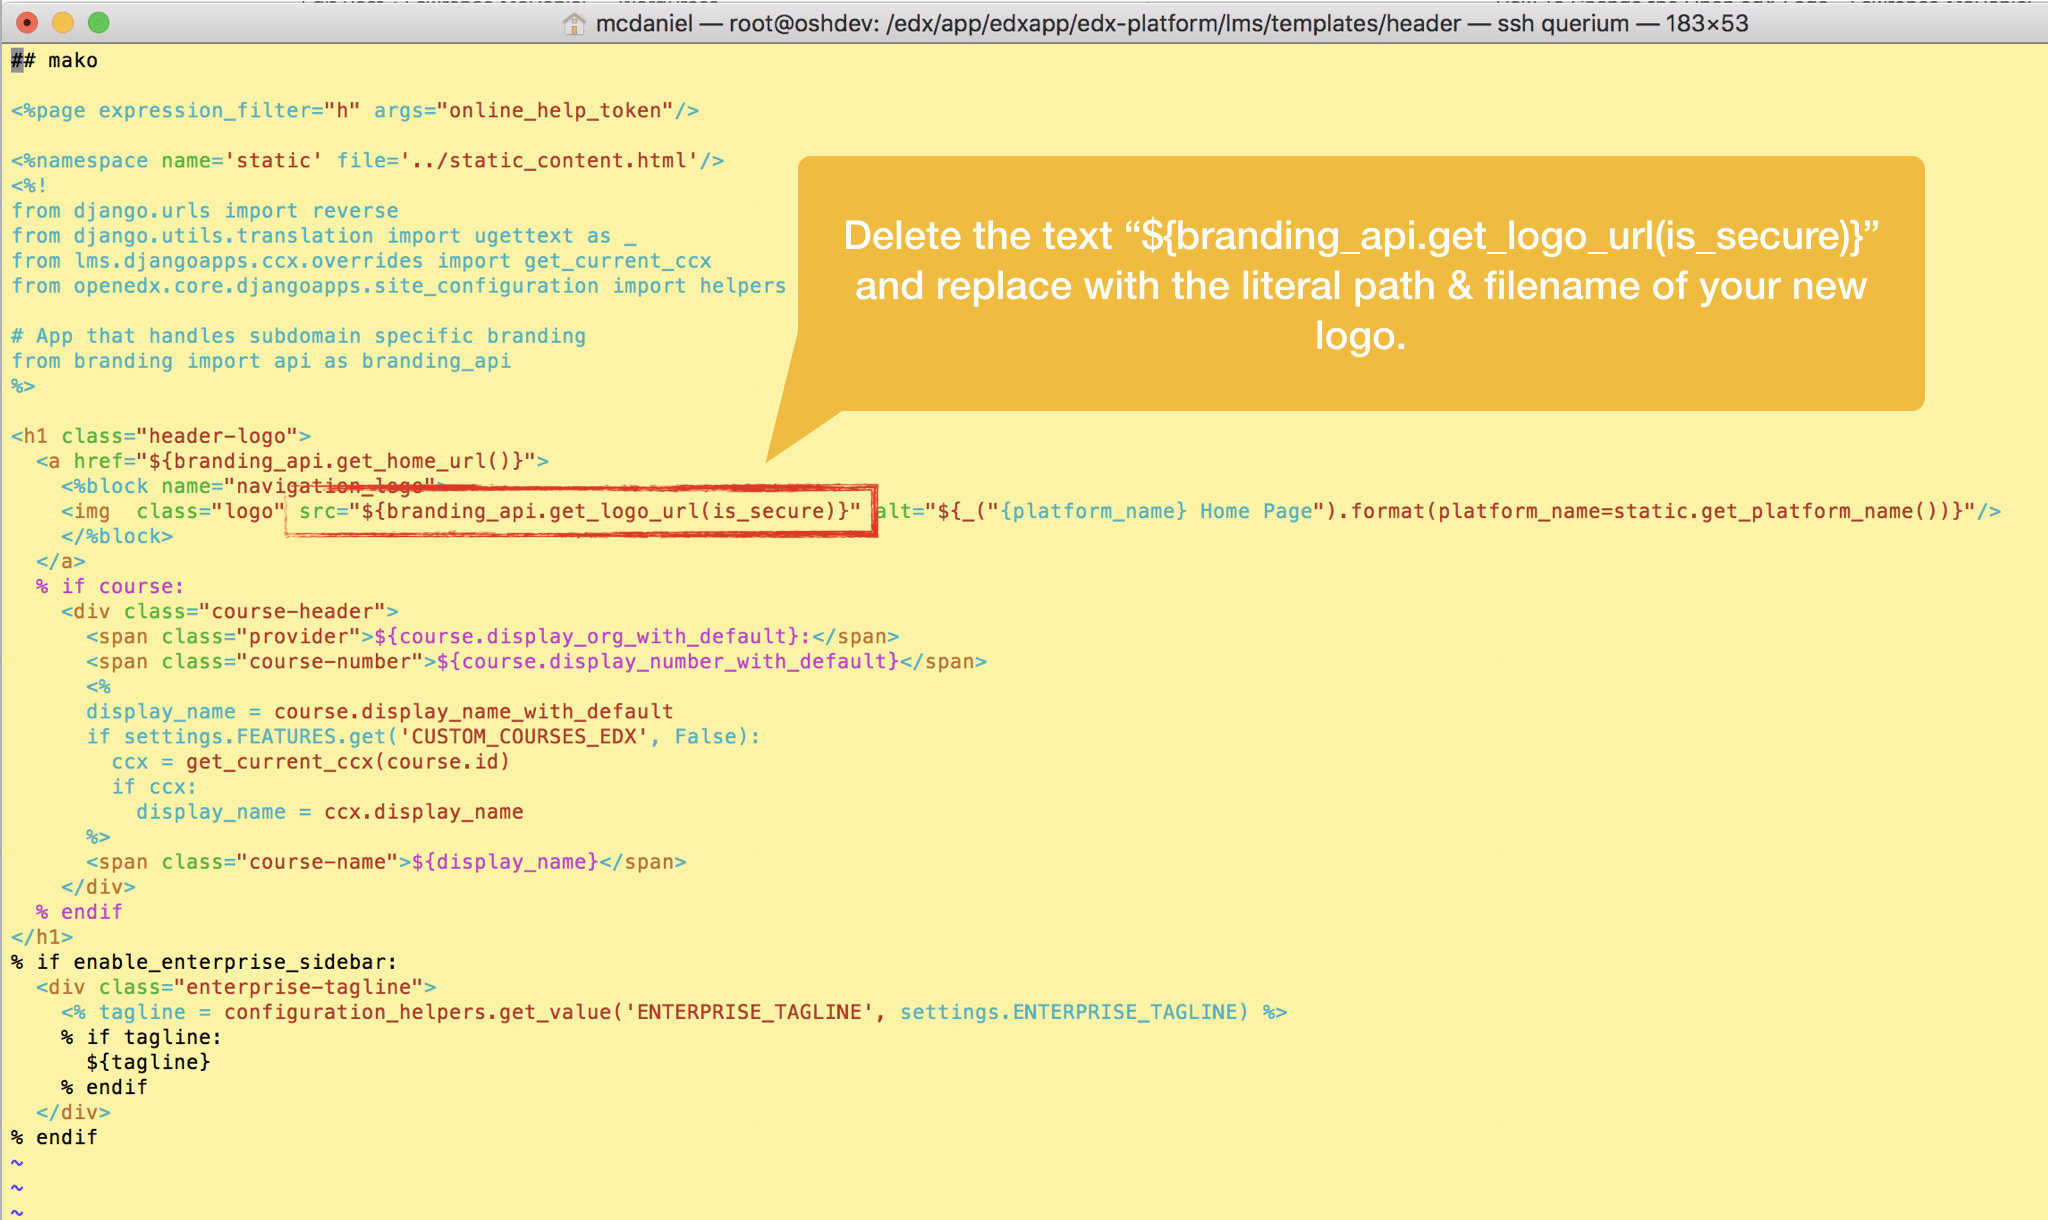 mcdaniel — root@oshdev: /edx/app/edxapp/edx-platform/lms/templates/header — ssh querium — 183×53
## mako
<%page expression_filter="h" args="online_help_token"/>
<%namespace name='static' file='../static_content.html'/>
<%!
from django.urls import reverse
from django.utils.translation import ugettext as _
from lms.djangoapps.ccx.overrides import get_current_ccx
from openedx.core.djangoapps.site_configuration import helpers
# App that handles subdomain specific branding
from branding import api as branding_api
%>
Delete the text “${branding_api.get_logo_url(is_secure)}”
and replace with the literal path & filename of your new
logo.
<h1 class="header-logo">
<a href="${branding_api.get_home_url()}">
<%block name="navigation_logo">
<img  class="logo" src="${branding_api.get_logo_url(is_secure)}" alt="${_("{platform_name} Home Page").format(platform_name=static.get_platform_name())}"/>
</%block>
</a>
% if course:
<div class="course-header">
<span class="provider">${course.display_org_with_default}:</span>
<span class="course-number">${course.display_number_with_default}</span>
<%
display_name = course.display_name_with_default
if settings.FEATURES.get('CUSTOM_COURSES_EDX', False):
ccx = get_current_ccx(course.id)
if ccx:
display_name = ccx.display_name
%>
<span class="course-name">${display_name}</span>
</div>
% endif
</h1>
% if enable_enterprise_sidebar:
<div class="enterprise-tagline">
<% tagline = configuration_helpers.get_value('ENTERPRISE_TAGLINE', settings.ENTERPRISE_TAGLINE) %>
% if tagline:
${tagline}
% endif
</div>
% endif
~
~
~